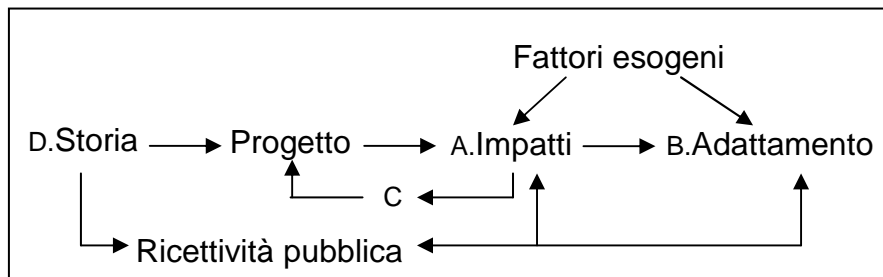 Fattori esogeni
D.Storia Progetto A.Impatti B.Adattamento
C
Ricettività pubblica